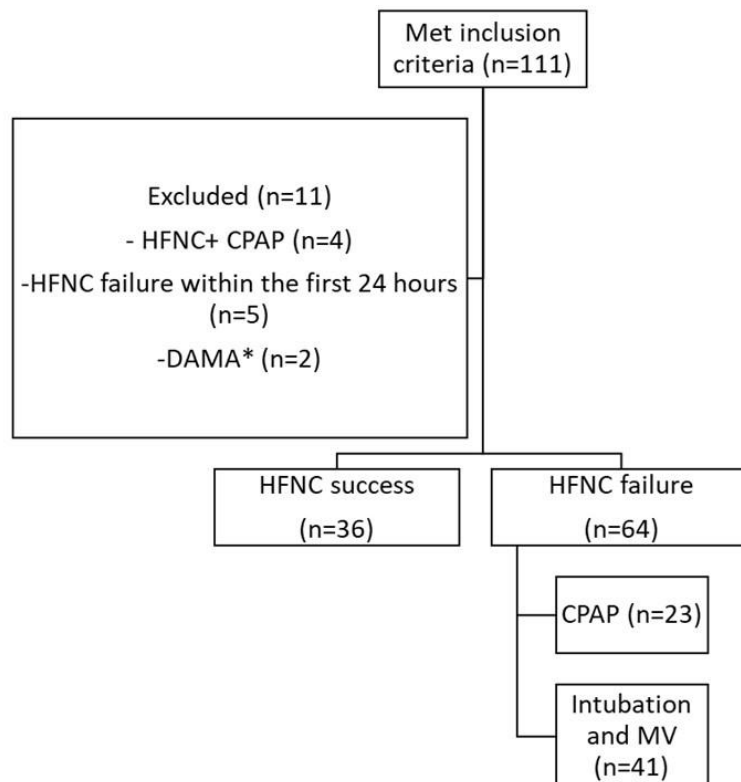 Met inclusion
criteria (n=111)
Excluded (n=11)
- HFNC+ CPAP (n=4)
-HFNC failure within the first 24 hours
(n=5)
-DAMA* (n=2)
HFNC success
(n=36)
HFNC failure
(n=64)
CPAP (n=23)
Intubation
and MV
(n=41)